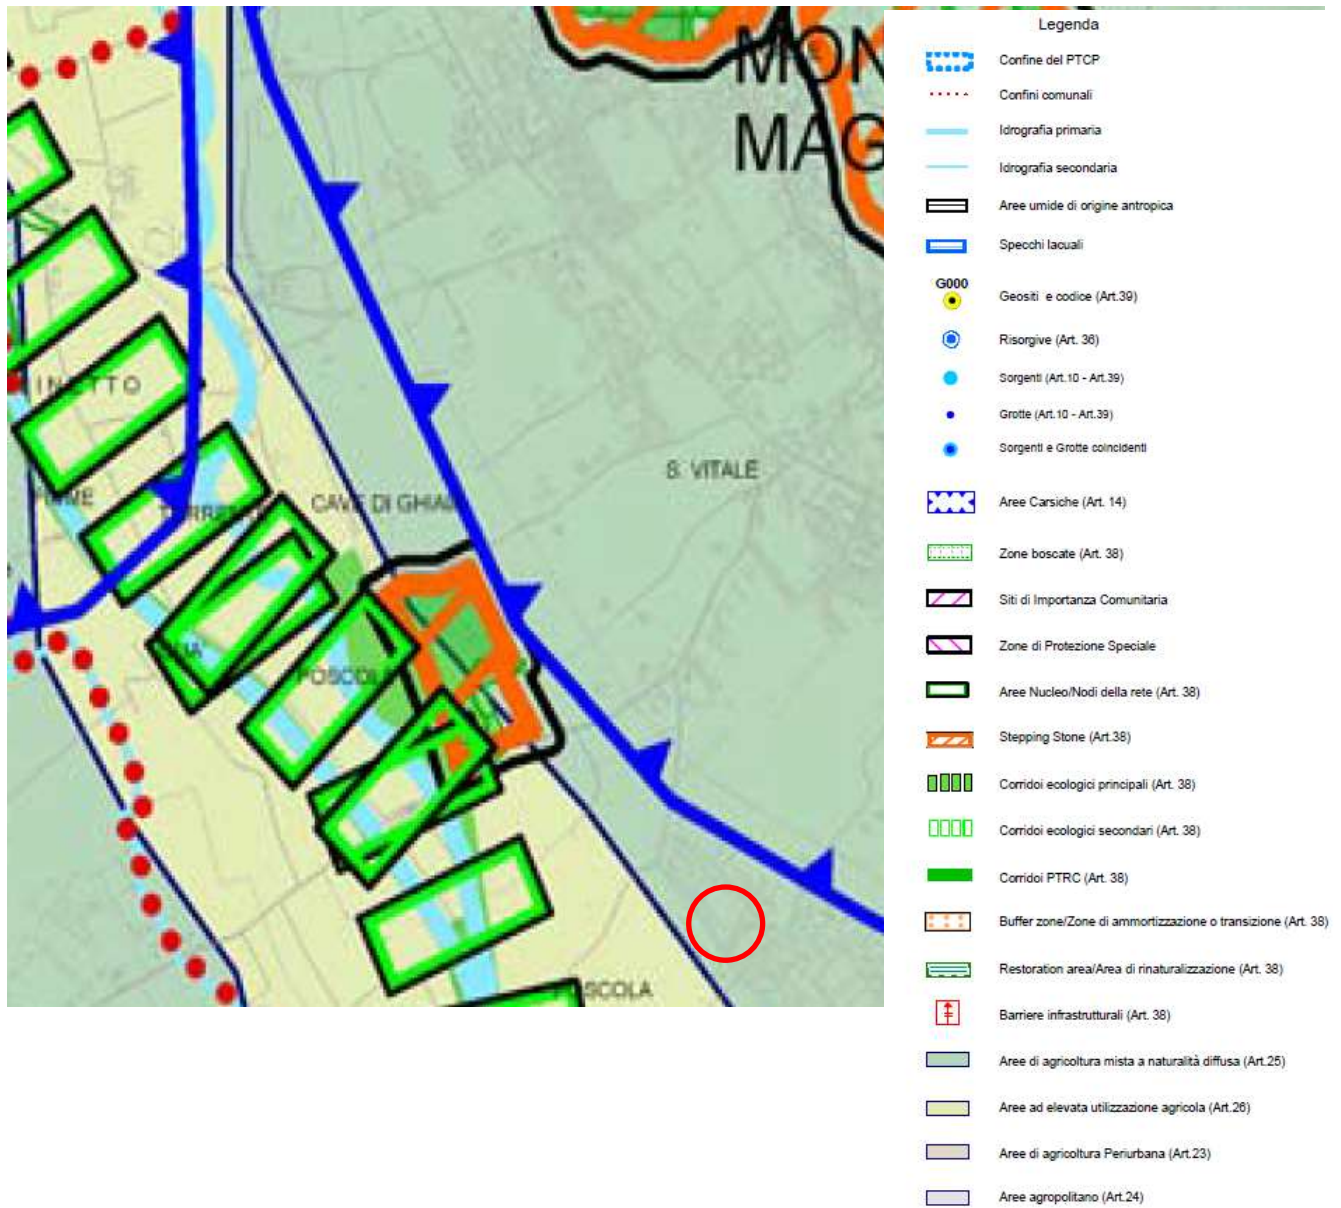 MON
MAG
INETTO
S. VITALE
CAVE DI GHIAI
POSCOLA
Legenda
Confine del PTCP
Confini comunali
Idrografia primaria
Idrografia secondaria
Aree umide di origine antropica
Specchi lacuali
G000
Geositi e codice (Art.39)
Risorgive (Art. 36)
Sorgenti (Art.10 - Art.39)
Grotte (Art.10 - Art.39)
Sorgenti e Grotte coincidenti
Aree Carsiche (Art. 14)
Zone boscate (Art. 38)
Siti di Importanza Comunitaria
Zone di Protezione Speciale
Aree Nucleo/Nodi della rete (Art. 38)
Stepping Stone (Art.38)
Corridoi ecologici principali (Art. 38)
Corridoi ecologici secondari (Art. 38)
Corridoi PTRC (Art. 38)
Buffer zone/Zone di ammortizzazione o transizione (Art. 38)
Restoration area/Area di rinaturalizzazione (Art. 38)
Barriere infrastrutturali (Art. 38)
Aree di agricoltura mista a naturalità diffusa (Art.25)
Aree ad elevata utilizzazione agricola (Art.26)
Aree di agricoltura Periurbana (Art.23)
Aree agropolitano (Art.24)